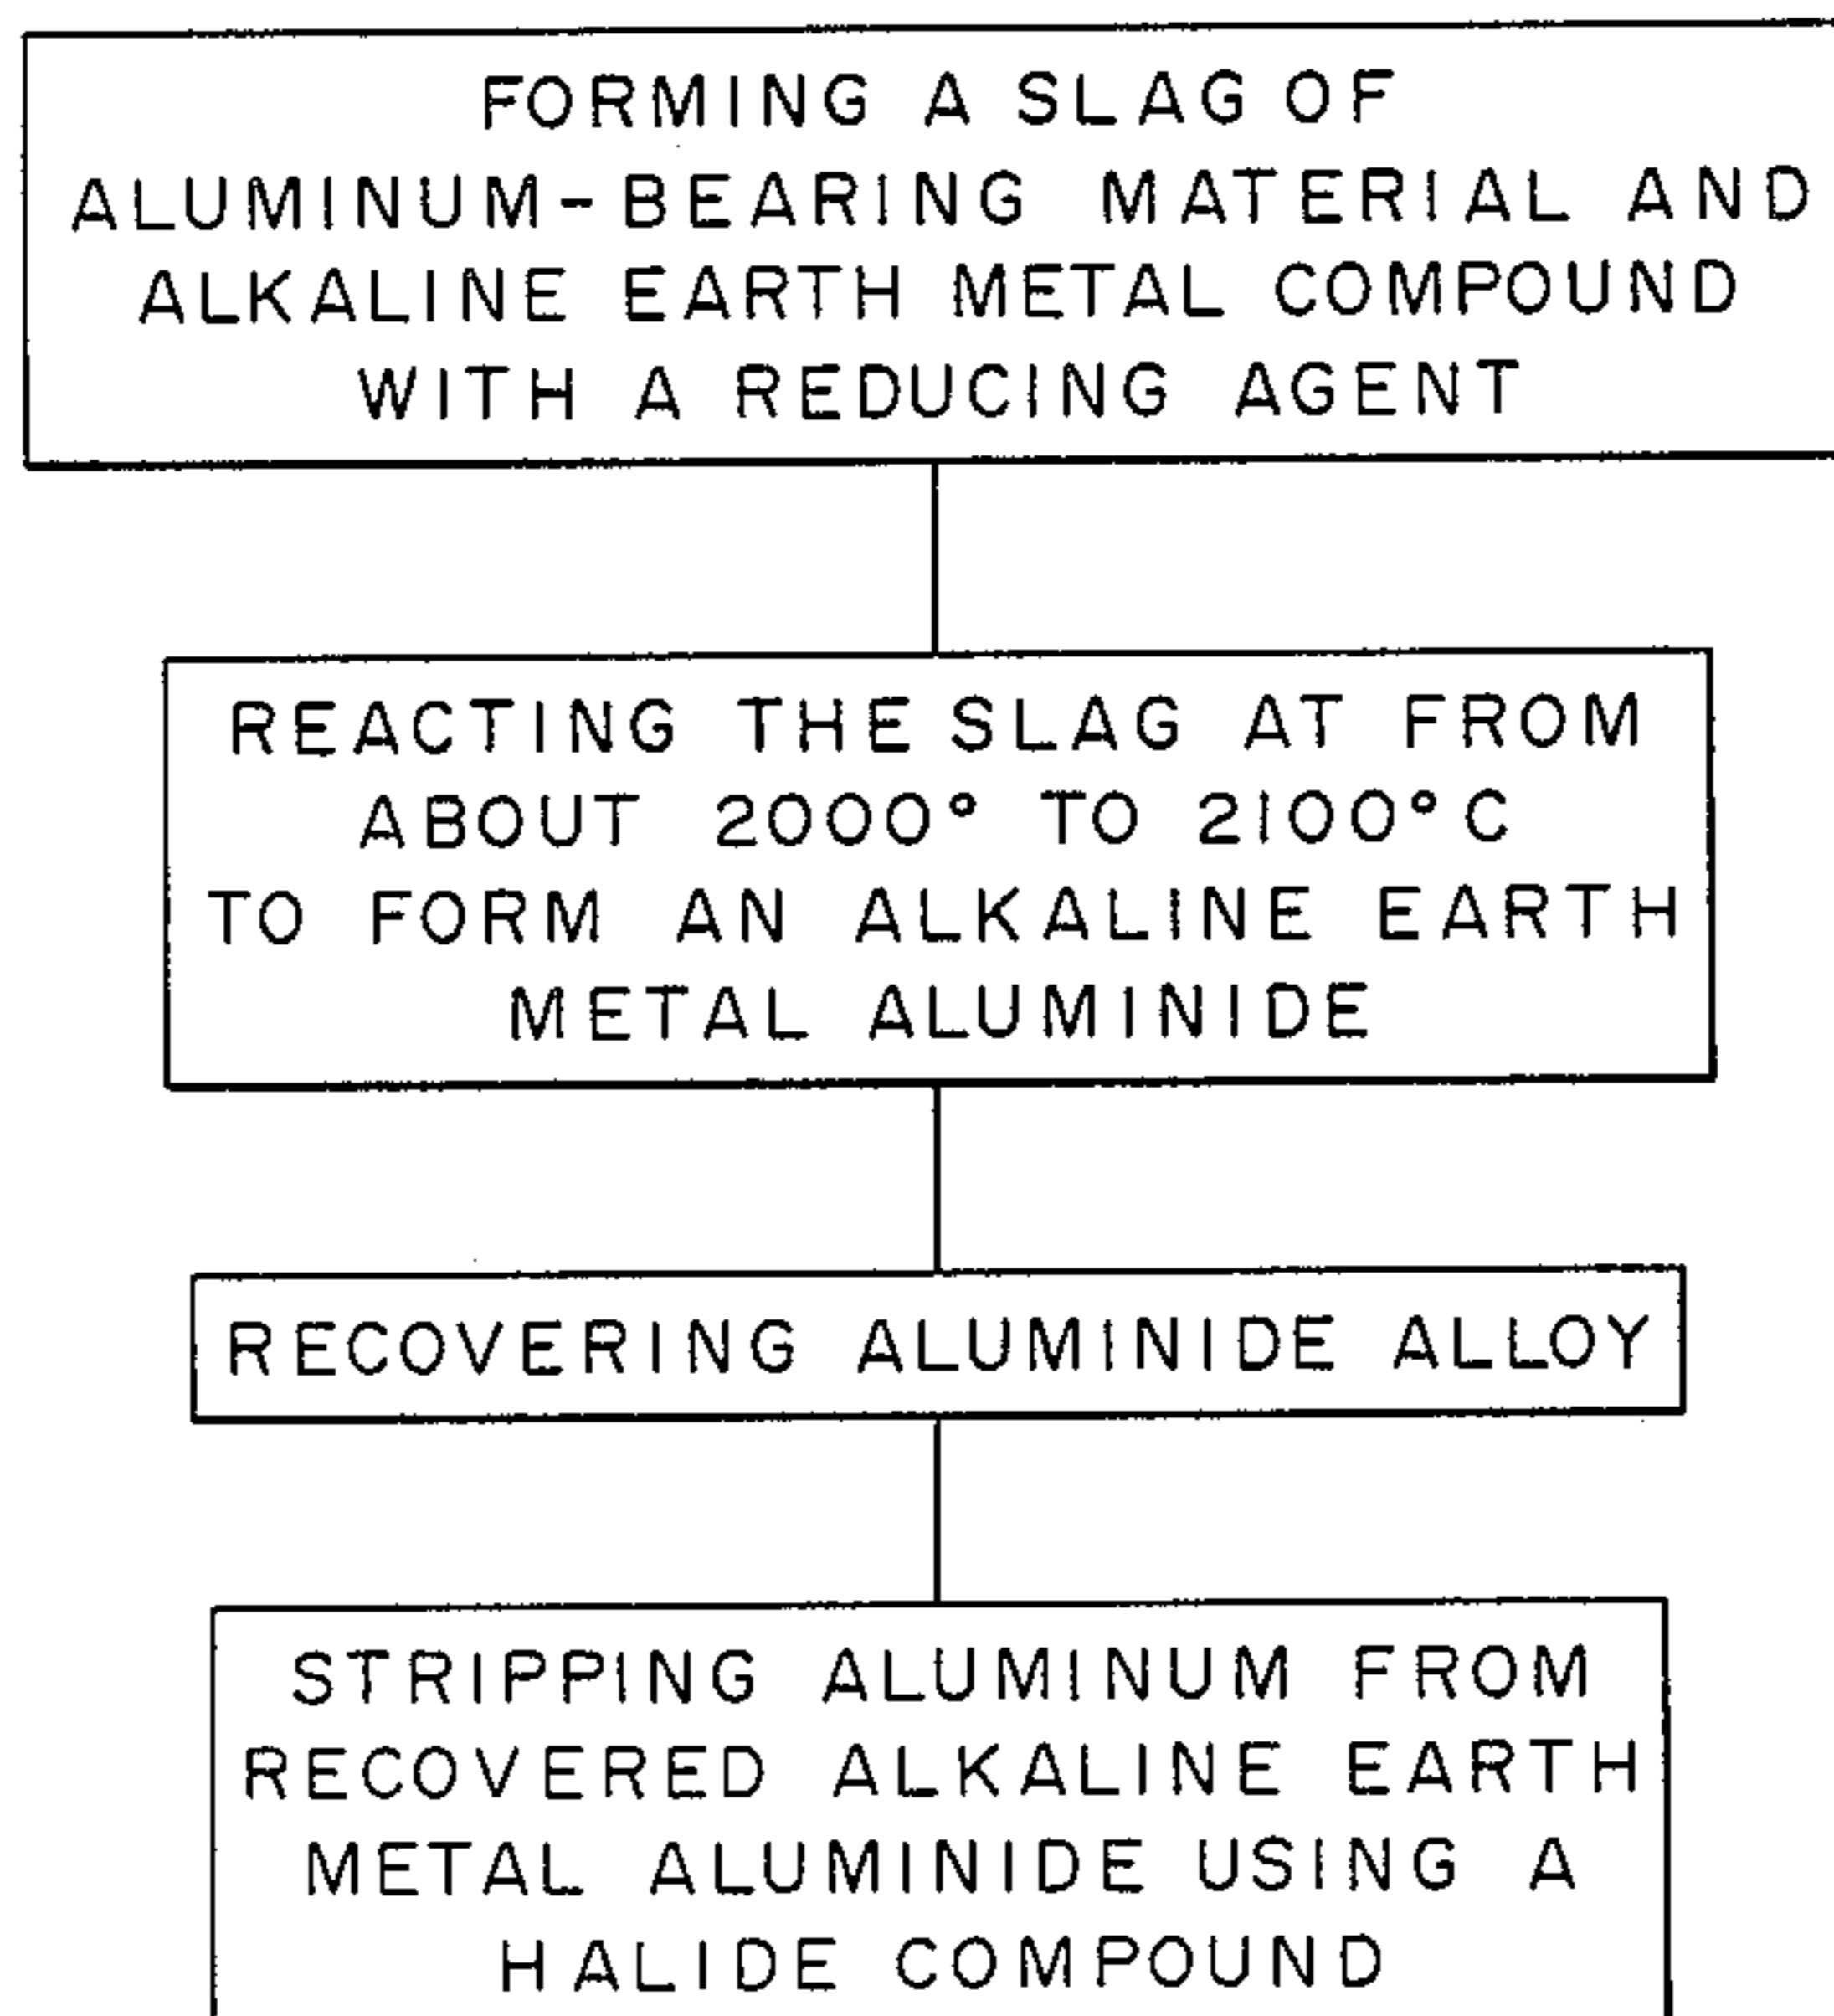 FORMING A SLAG OF
ALUMINUM-BEARING MATERIAL AND
ALKALINE EARTH METAL COMPOUND
WITH A REDUCING AGENT
REACTING THE SLAG AT FROM
ABOUT 2000° TO 2100°C
TO FORM AN ALKALINE EARTH
METAL ALUMINIDE
RECOVERING ALUMINIDE ALLOY
STRIPPING ALUMINUM FROM
RECOVERED ALKALINE EARTH
METAL ALUMINIDE USING A
HALIDE COMPOUND